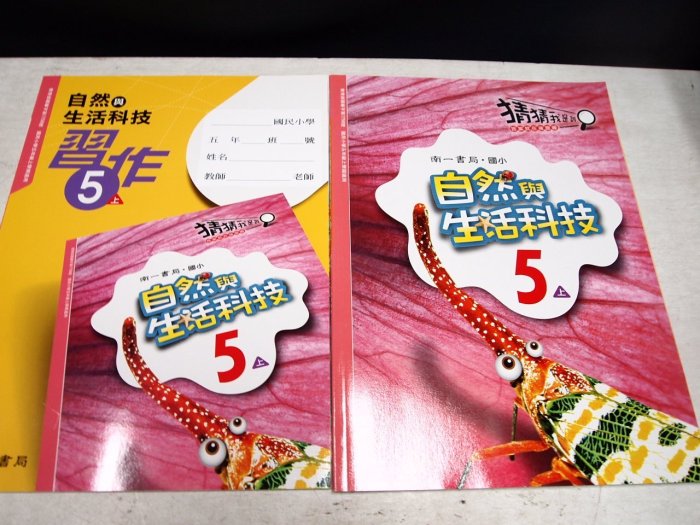 自然與
生活科技
習作
5上
國民小學
五年 班 號
姓名
教師 老師
猜猜我是誰
南一書局・國小
自然與
生活科技
5上
書局
猜猜我是誰
南一書局・國小
自然與
生活科技
5上